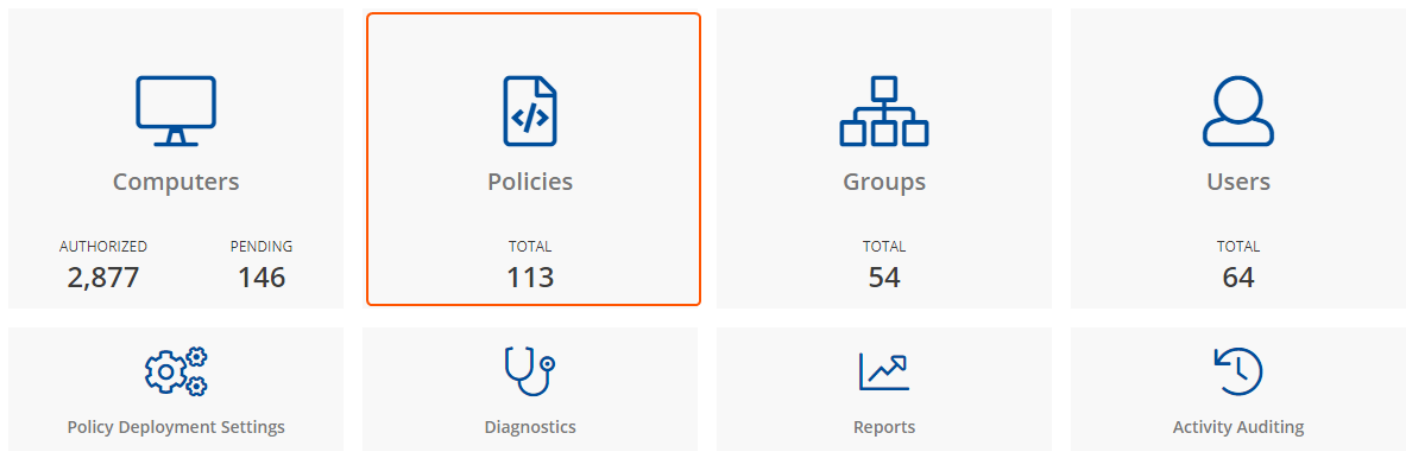 Computers
AUTHORIZED PENDING
2,877 146
Policies
TOTAL
113
Groups
TOTAL
54
Users
TOTAL
64
Policy Deployment Settings
Diagnostics
Reports
Activity Auditing